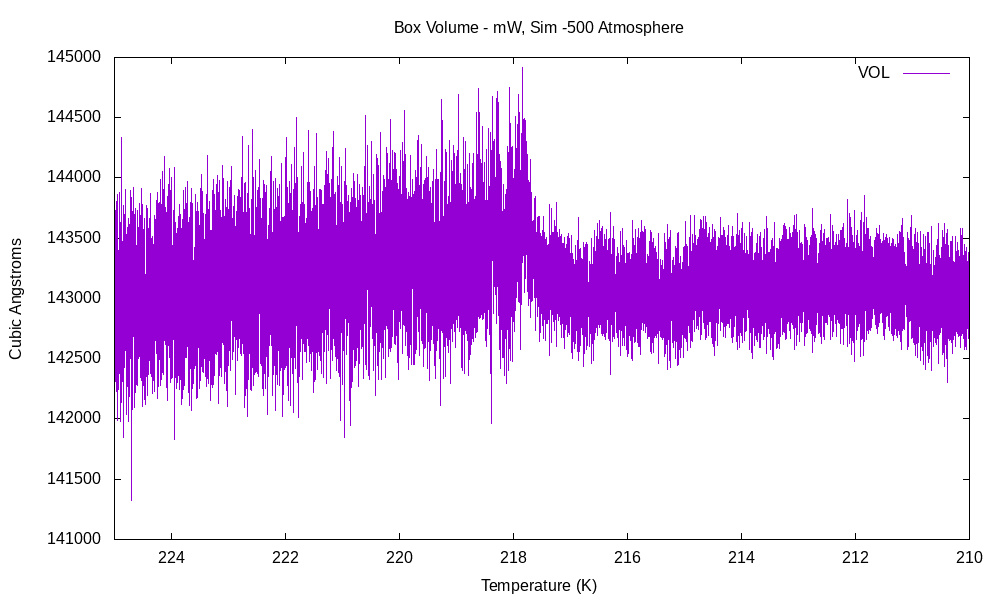 Box Volume - mW, Sim -500 Atmosphere
VOL
145000
144500
144000
143500
143000
142500
142000
141500
141000
Cubic Angstroms
224 222 220 218 216 214 212 210
Temperature (K)